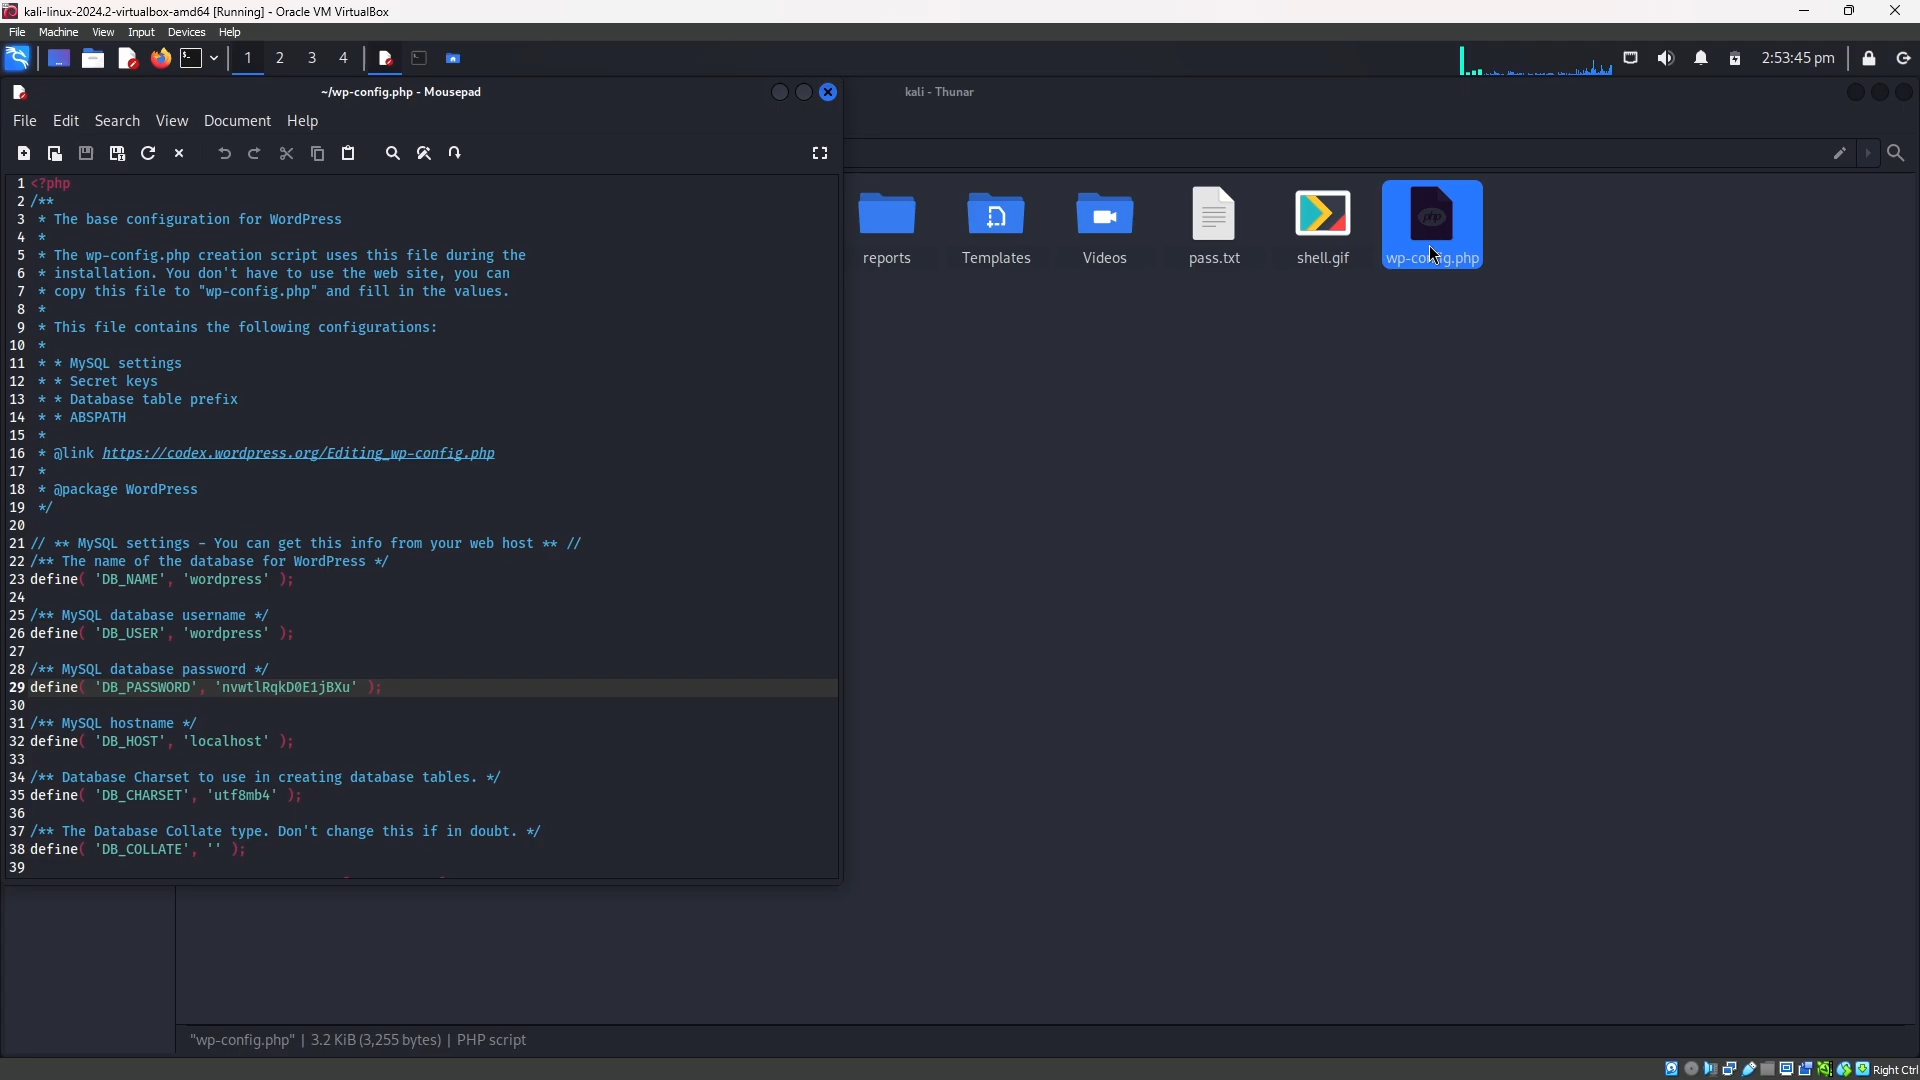 kali-linux-2024.2-virtualbox-amd64 [Running] - Oracle VM VirtualBox
File Machine View Input Devices Help
1 2 3 4 2:53:45 pm
~/wp-config.php - Mousepad
kali - Thunar
File Edit Search View Document Help
1 <?php
2 /**
3 * The base configuration for WordPress
4 *
5 * The wp-config.php creation script uses this file during the
6 * installation. You don't have to use the web site, you can
7 * copy this file to "wp-config.php" and fill in the values.
8 *
9 * This file contains the following configurations:
10 *
11 * * MySQL settings
12 * * Secret keys
13 * * Database table prefix
14 * * ABSPATH
15 *
16 * @link https://codex.wordpress.org/Editing_wp-config.php
17 *
18 * @package WordPress
19 */
20
21 // ** MySQL settings - You can get this info from your web host ** //
22 /** The name of the database for WordPress */
23 define( 'DB_NAME', 'wordpress' );
24
25 /** MySQL database username */
26 define( 'DB_USER', 'wordpress' );
27
28 /** MySQL database password */
29 define( 'DB_PASSWORD', 'nvwtlRqkD0E1jBXu' );
30
31 /** MySQL hostname */
32 define( 'DB_HOST', 'localhost' );
33
34 /** Database Charset to use in creating database tables. */
35 define( 'DB_CHARSET', 'utf8mb4' );
36
37 /** The Database Collate type. Don't change this if in doubt. */
38 define( 'DB_COLLATE', '' );
39
reports Templates Videos pass.txt shell.gif wp-config.php
php
"wp-config.php" | 3.2 KiB (3,255 bytes) | PHP script
Right Ctrl